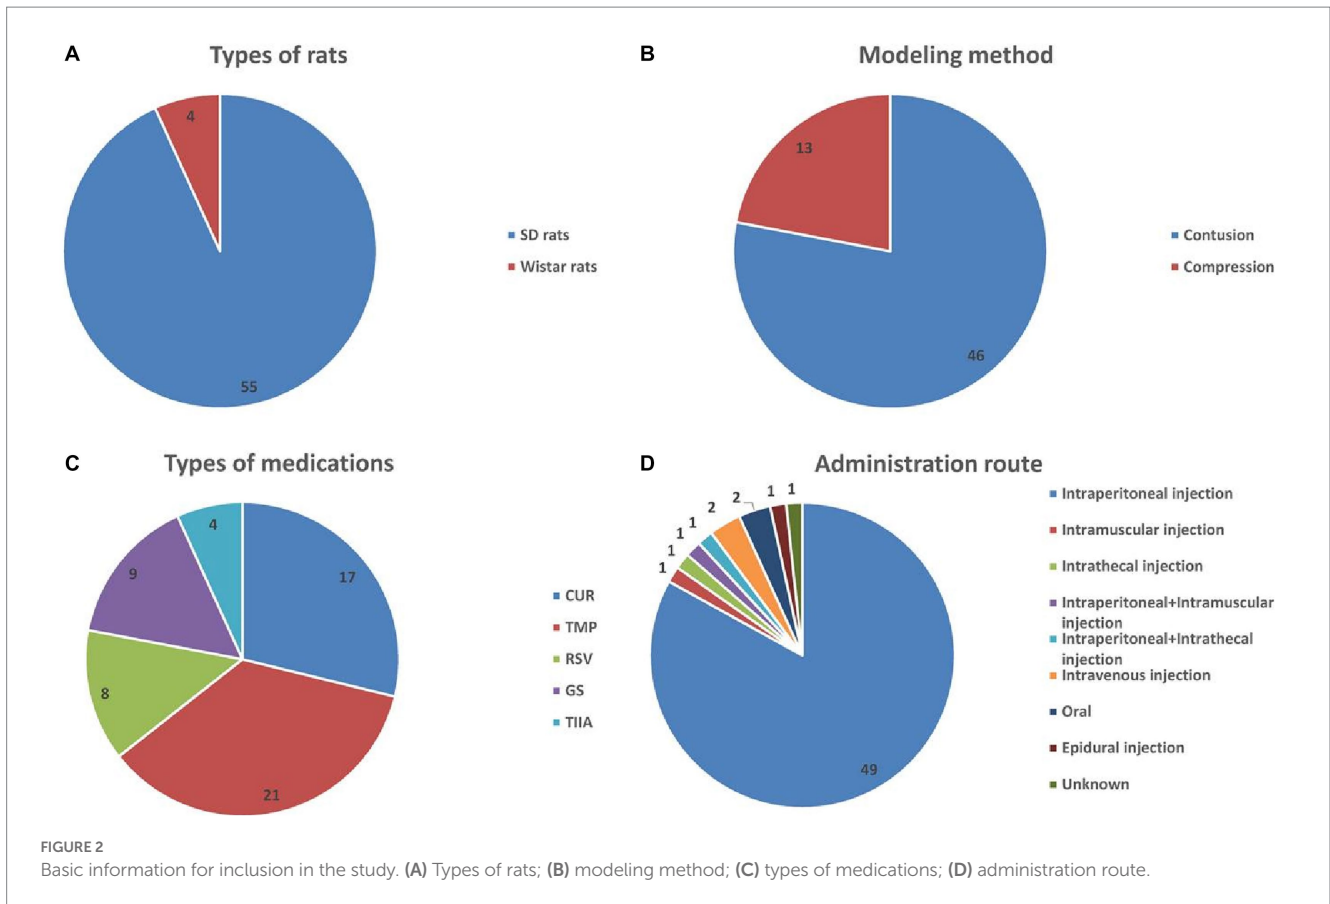 A
Types of rats
4
55
SD rats
Wistar rats
B
Modeling method
13
46
Contusion
Compression
C
Types of medications
4
17
9
8
21
CUR
TMP
RSV
GS
TIIA
D
Administration route
1
1
1
1
2
2
1
1
49
Intraperitoneal injection
Intramuscular injection
Intrathecal injection
Intraperitoneal+Intramuscular
injection
Intraperitoneal+Intrathecal
injection
Intravenous injection
Oral
Epidural injection
Unknown
FIGURE 2
Basic information for inclusion in the study. (A) Types of rats; (B) modeling method; (C) types of medications; (D) administration route.